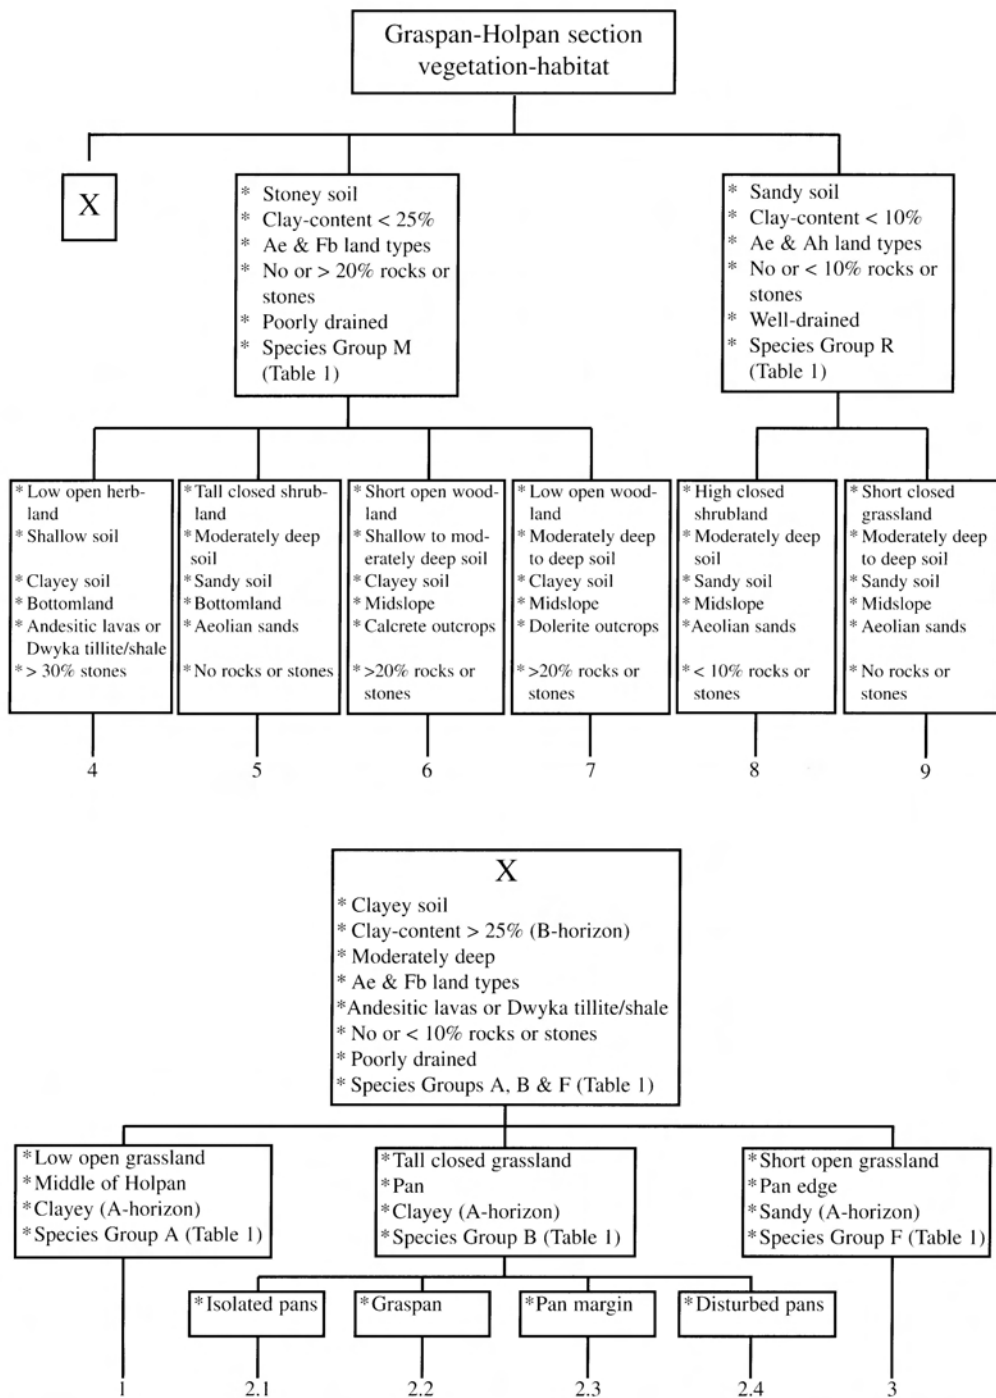 Graspan-Holpan section
vegetation-habitat
X
* Stoney soil
* Clay-content < 25%
* Ae & Fb land types
* No or > 20% rocks or
stones
* Poorly drained
* Species Group M
(Table 1)
* Sandy soil
* Clay-content < 10%
* Ae & Ah land types
* No or < 10% rocks or
stones
* Well-drained
* Species Group R
(Table 1)
* Low open herb-
land
* Shallow soil
* Clayey soil
* Bottomland
* Andesitic lavas or
Dwyka tillite/shale
* > 30% stones
4
* Tall closed shrub-
land
* Moderately deep
soil
* Sandy soil
* Bottomland
* Aeolian sands
* No rocks or stones
5
* Short open wood-
land
* Shallow to mod-
erately deep soil
* Clayey soil
* Midslope
* Calcrete outcrops
* >20% rocks or
stones
6
* Low open wood-
land
* Moderately deep
to deep soil
* Clayey soil
* Midslope
* Dolerite outcrops
* >20% rocks or
stones
7
* High closed
shrubland
* Moderately deep
soil
* Sandy soil
* Midslope
* Aeolian sands
* < 10% rocks or
stones
8
* Short closed
grassland
* Moderately deep
to deep soil
* Sandy soil
* Midslope
* Aeolian sands
* No rocks or
stones
9
X
* Clayey soil
* Clay-content > 25% (B-horizon)
* Moderately deep
* Ae & Fb land types
* Andesitic lavas or Dwyka tillite/shale
* No or < 10% rocks or stones
* Poorly drained
* Species Groups A, B & F (Table 1)
* Low open grassland
* Middle of Holpan
* Clayey (A-horizon)
* Species Group A (Table 1)
* Tall closed grassland
* Pan
* Clayey (A-horizon)
* Species Group B (Table 1)
* Short open grassland
* Pan edge
* Sandy (A-horizon)
* Species Group F (Table 1)
* Isolated pans
* Graspan
* Pan margin
* Disturbed pans
1
2.1
2.2
2.3
2.4
3